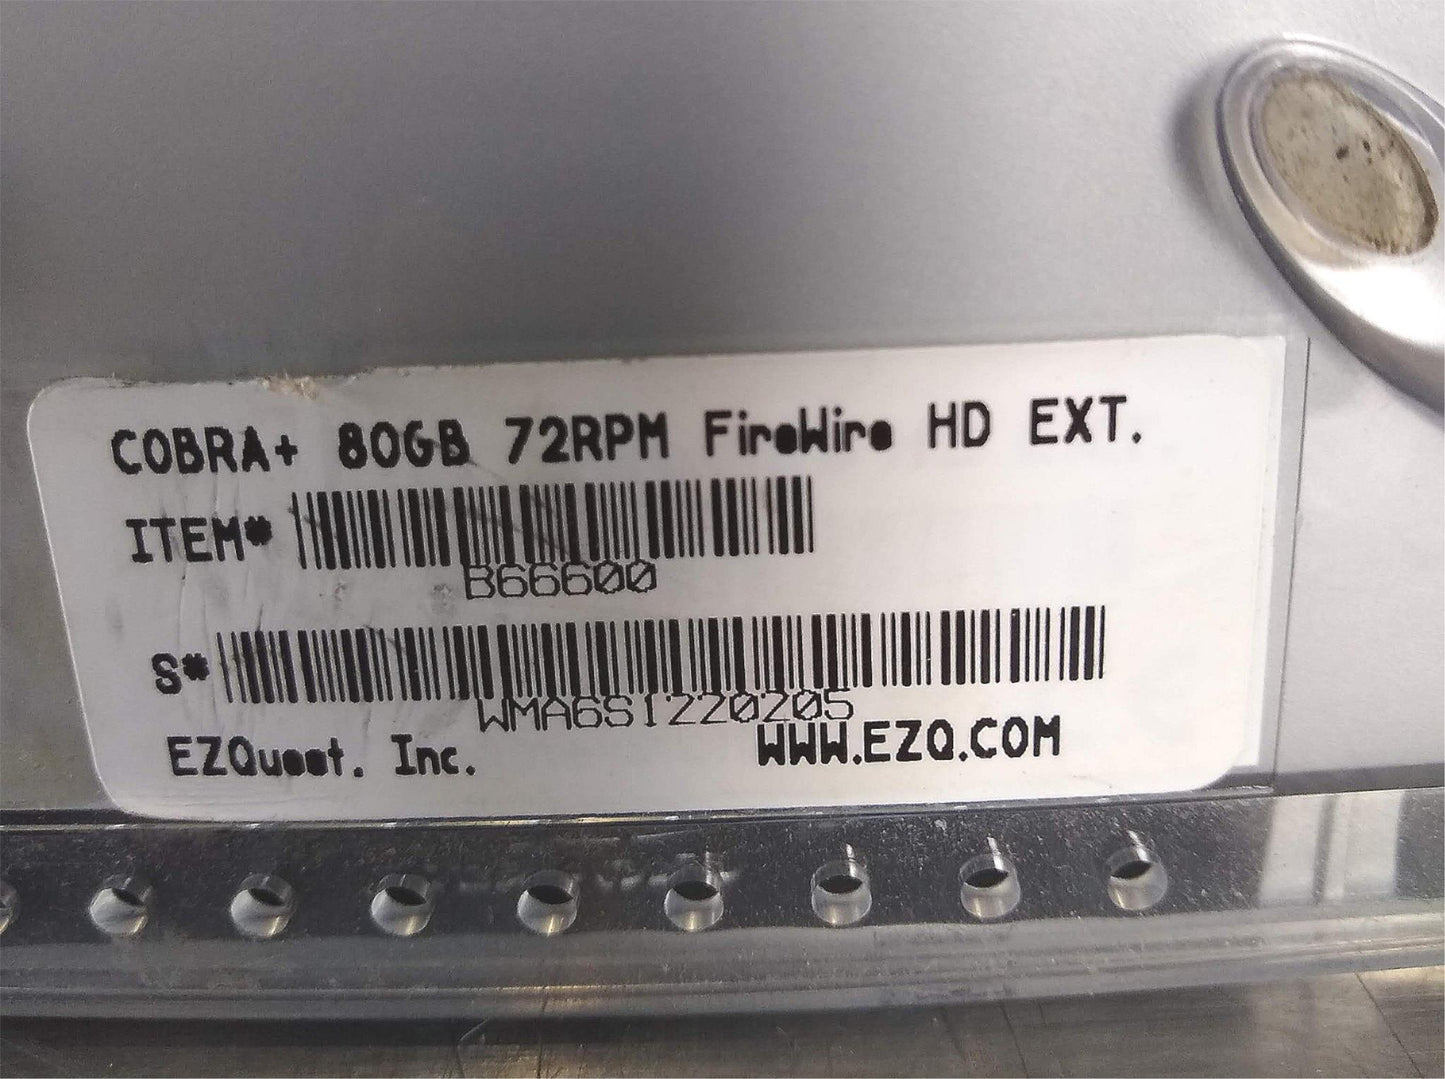 COBRA+ 80GB 72RPM FireWire HD EXT.
ITEM#
B66600
S#
WMA6S1220205
EZQuest. Inc. WWW.EZQ.COM